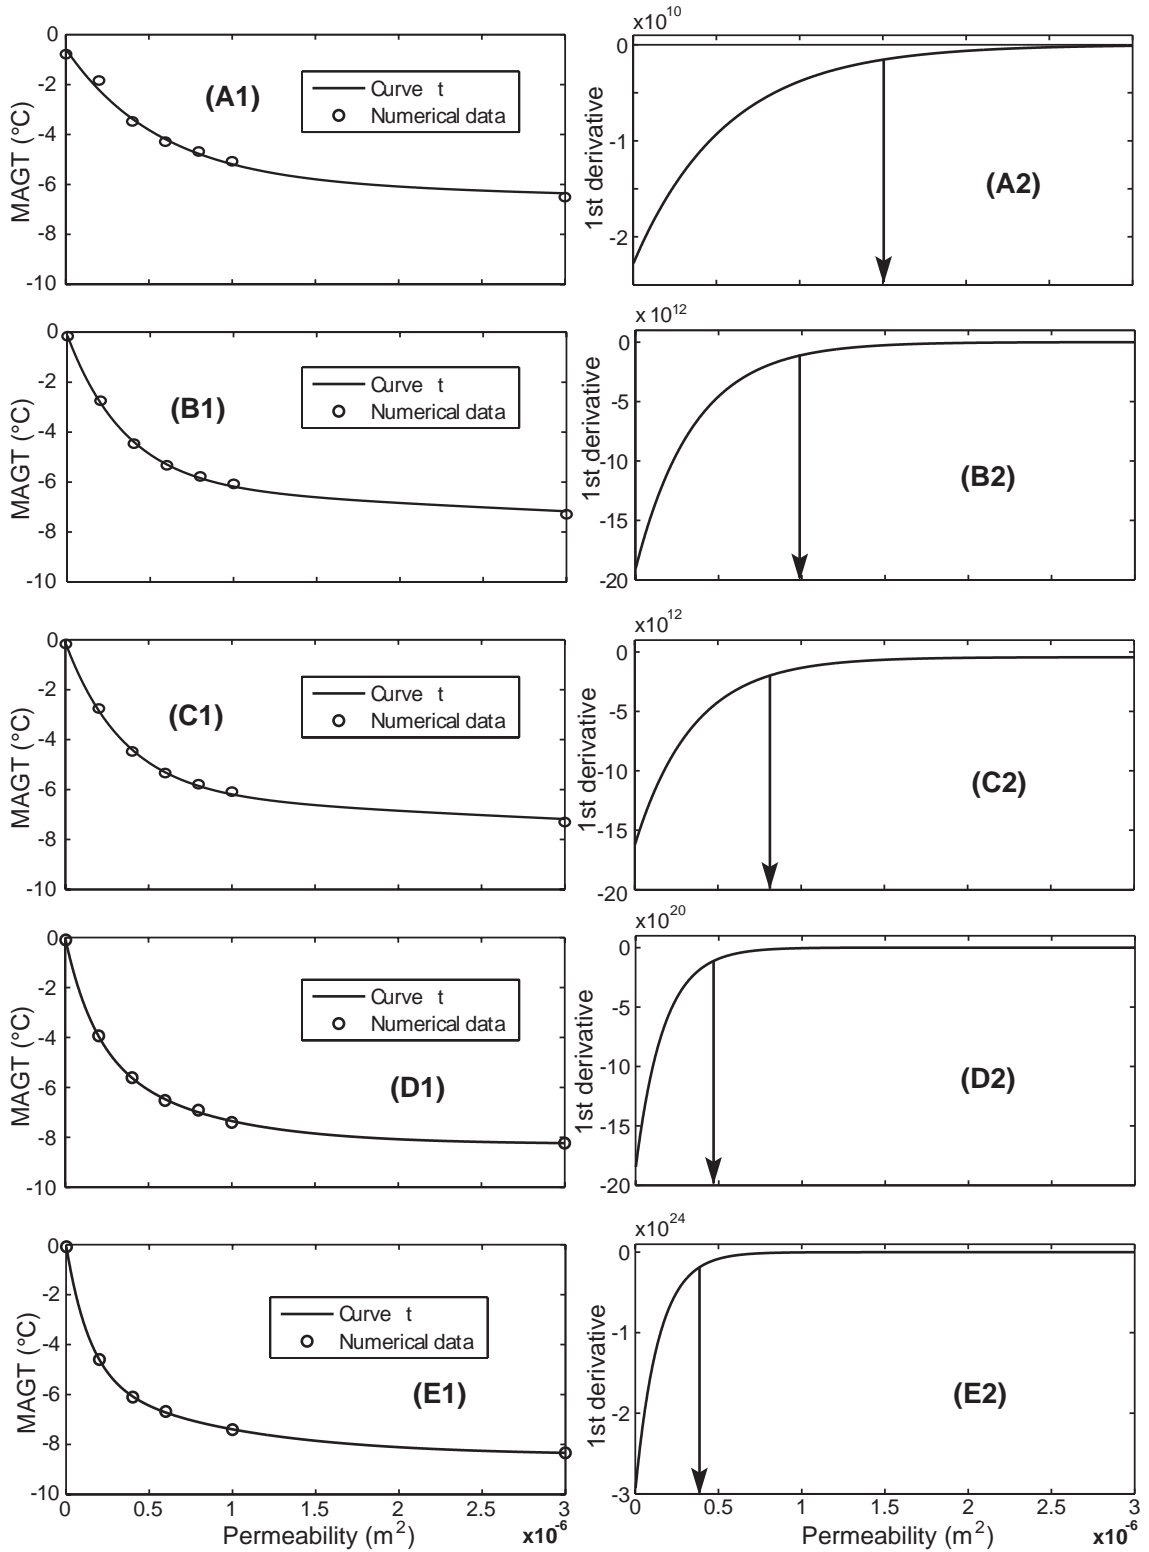 x10^10
0
-2
-4
-6
-8
-10
MAGT (°C)
(A1)
Curve t
Numerical data
0
-1
-2
1st derivative
(A2)
x 10^12
0
-2
-4
-6
-8
-10
MAGT (°C)
(B1)
Curve t
Numerical data
0
-5
-10
-15
-20
1st derivative
(B2)
x10^12
0
-2
-4
-6
-8
-10
MAGT (°C)
(C1)
Curve t
Numerical data
0
-5
-10
-15
-20
1st derivative
(C2)
x10^20
0
-2
-4
-6
-8
-10
MAGT (°C)
(D1)
Curve t
Numerical data
0
-5
-10
-15
-20
1st derivative
(D2)
x10^24
0
-2
-4
-6
-8
-10
MAGT (°C)
(E1)
Curve t
Numerical data
0 0.5 1 1.5 2 2.5 3
Permeability (m²) x10^-6
0
-1
-2
-3
1st derivative
(E2)
0 0.5 1 1.5 2 2.5 3
Permeability (m²) x10^-6